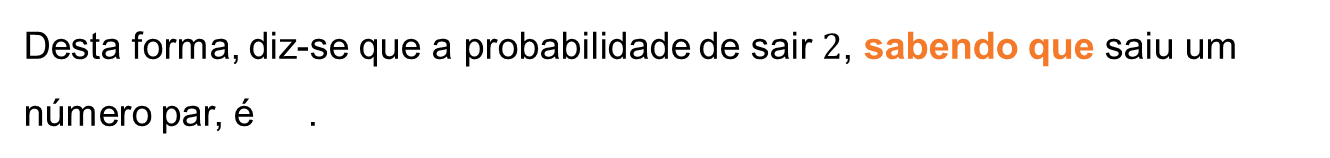 Desta forma, diz-se que a probabilidade de sair 2, sabendo que saiu um
número par, é .